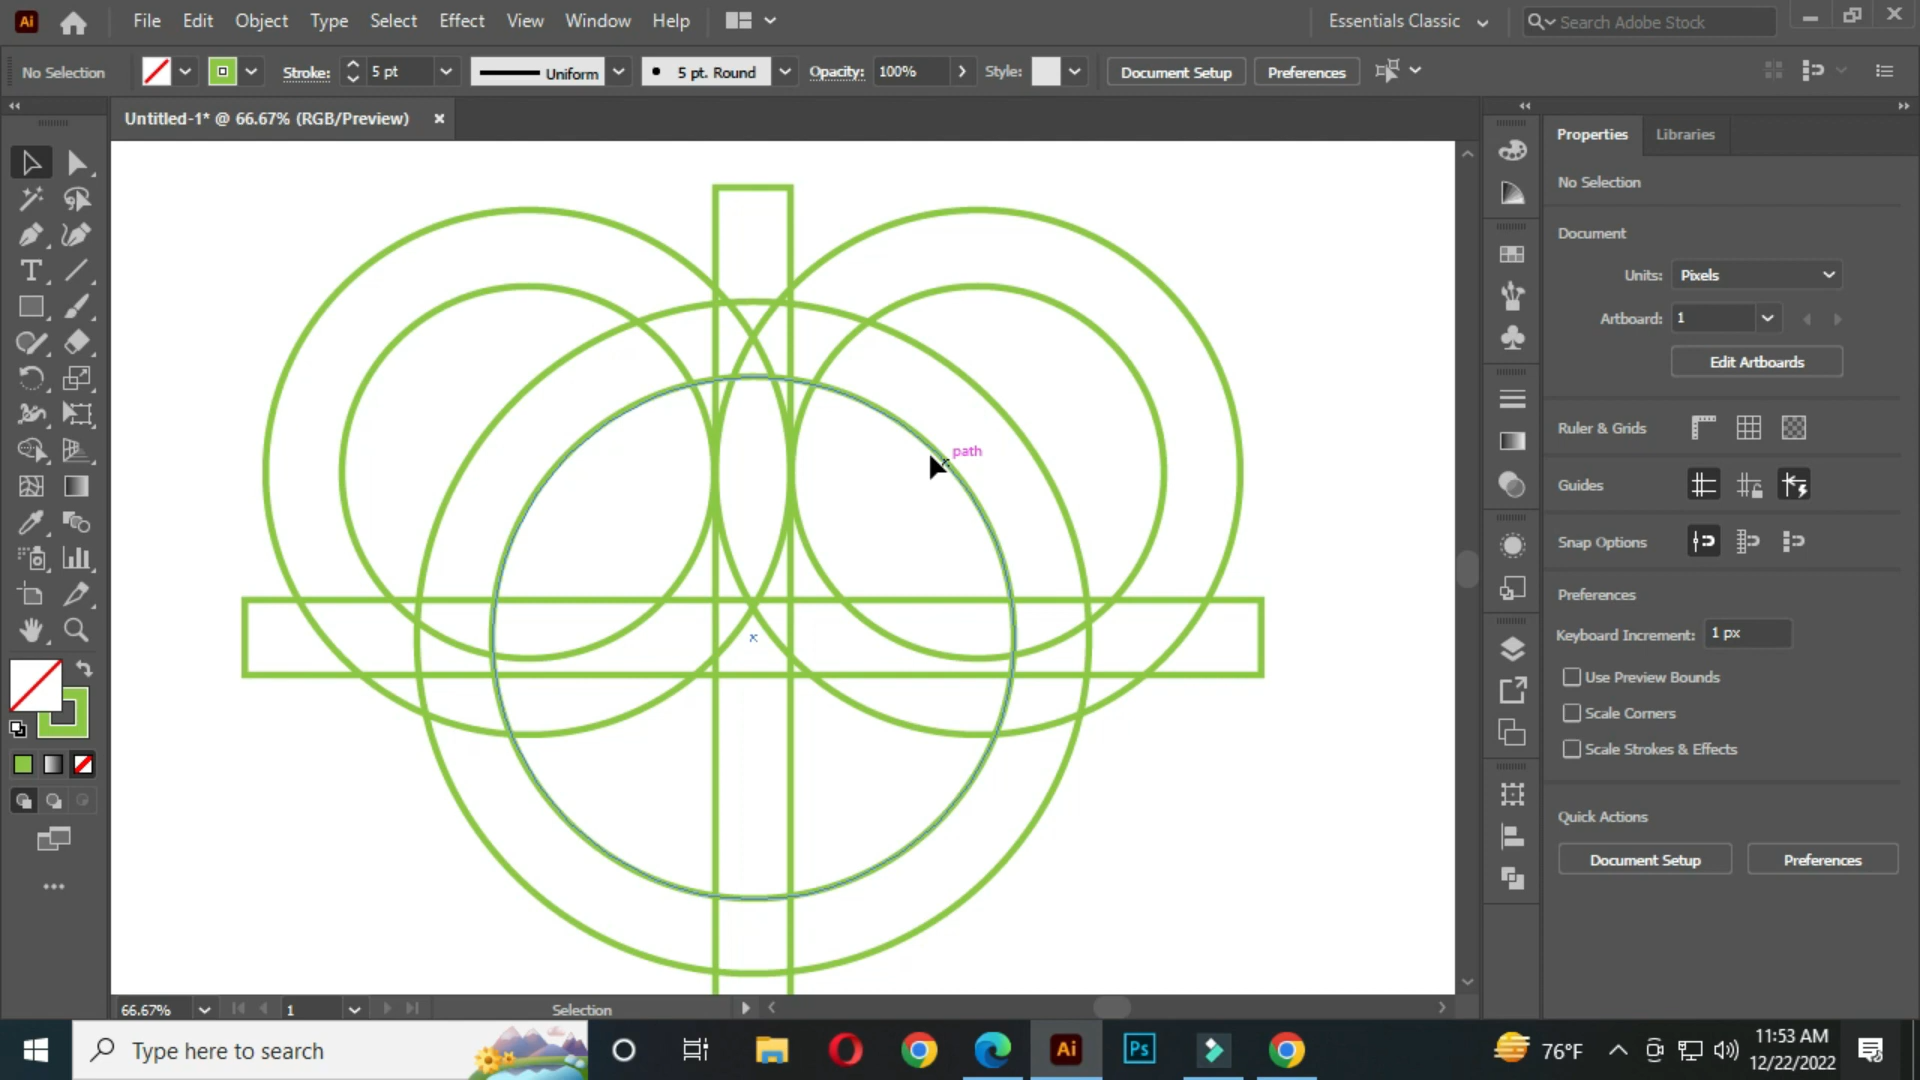 Ai File Edit Object Type Select Effect View Window Help Essentials Classic Search Adobe Stock
No Selection Stroke: 5 pt Uniform 5 pt. Round Opacity: 100% Style: Document Setup Preferences
Untitled-1* @ 66.67% (RGB/Preview)
Properties Libraries
No Selection
Document
Units: Pixels
Artboard: 1
Edit Artboards
Ruler & Grids
path
Guides
Snap Options
Preferences
Keyboard Increment: 1 px
Use Preview Bounds
Scale Corners
Scale Strokes & Effects
Quick Actions
Document Setup Preferences
66.67% 1 Selection
Type here to search Ai Ps 76°F 11:53 AM
12/22/2022